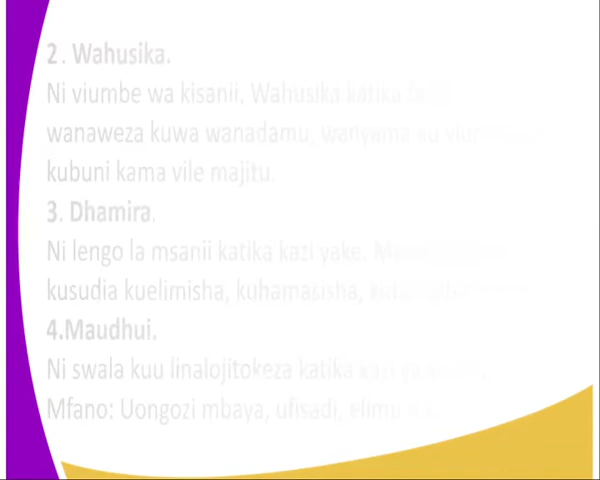 2. Wahusika.
Ni viumbe wa kisanii. Wahusika katika
wanaweza kuwa wanadamu, wanyama au
kubuni kama vile majitu.
3. Dhamira.
Ni lengo la msanii katika kazi yake.
kusudia kuelimisha, kuhamasisha,
4.Maudhui.
Ni swala kuu linalojitokeza katika kazi
Mfano: Uongozi mbaya, ufisadi, elimu